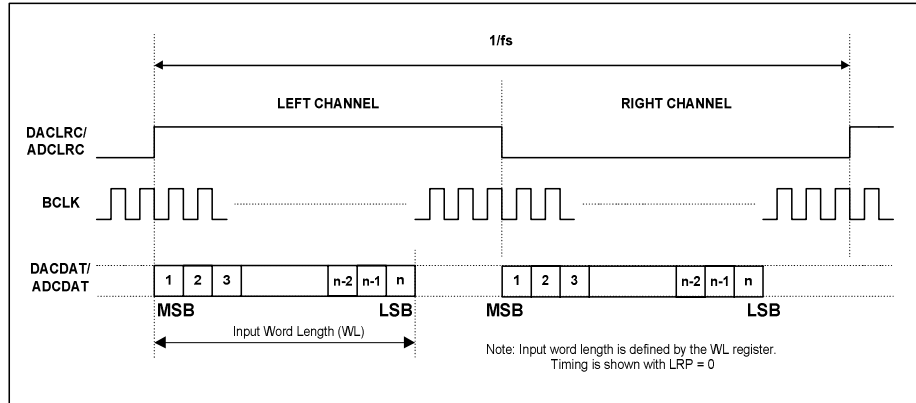 1/fs
LEFT CHANNEL RIGHT CHANNEL
DACLRC/
ADCLRC
BCLK
DACDAT/
ADCDAT
1 2 3 n-2 n-1 n 1 2 3 n-2 n-1 n
MSB LSB MSB LSB
Input Word Length (WL)
Note: Input word length is defined by the WL register.
Timing is shown with LRP = 0